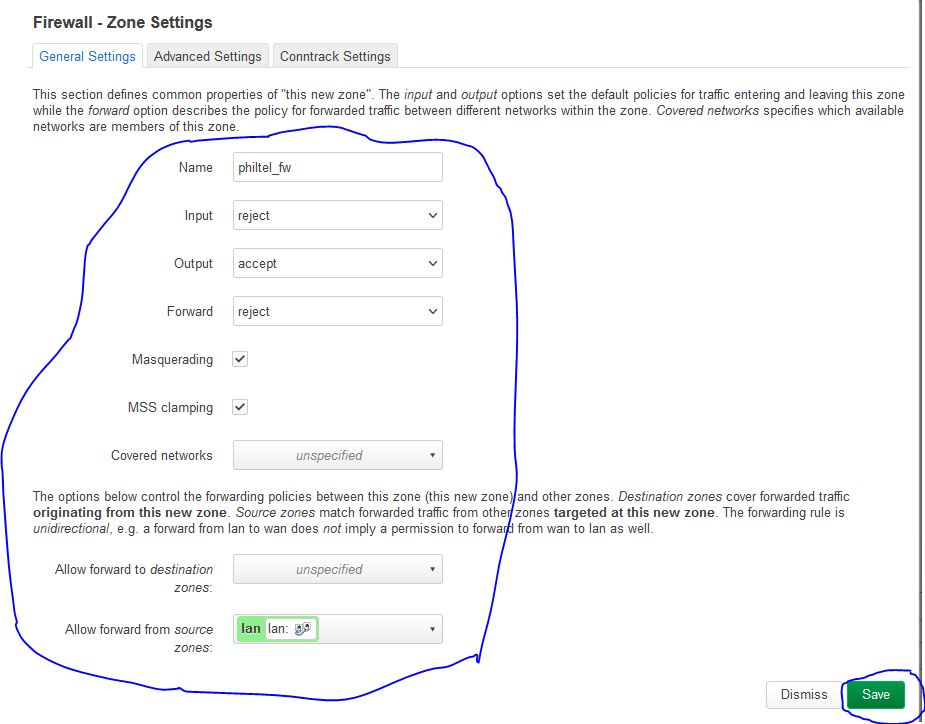 Firewall - Zone Settings
General Settings Advanced Settings Conntrack Settings
This section defines common properties of "this new zone". The input and output options set the default policies for traffic entering and leaving this zone
while the forward option describes the policy for forwarded traffic between different networks within the zone. Covered networks specifies which available
networks are members of this zone.
Name philtel_fw
Input reject
Output accept
Forward reject
Masquerading
MSS clamping
Covered networks unspecified
The options below control the forwarding policies between this zone (this new zone) and other zones. Destination zones cover forwarded traffic
originating from this new zone. Source zones match forwarded traffic from other zones targeted at this new zone. The forwarding rule is
unidirectional, e.g. a forward from lan to wan does not imply a permission to forward from wan to lan as well.
Allow forward to destination unspecified
zones:
Allow forward from source lan lan:
zones:
Dismiss Save